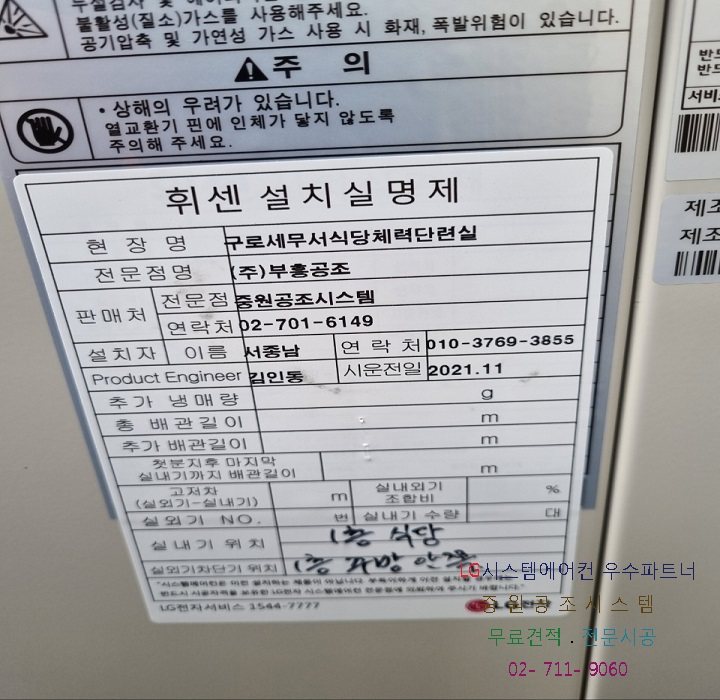 불활성(질소)가스를 사용해주세요.
공기압축 및 가연성 가스 사용 시 화재, 폭발위험이 있습니다.
주 의
• 상해의 우려가 있습니다.
열교환기 핀에 인체가 닿지 않도록
주의해 주세요.
휘센 설치실명제
현 장 명 구로세무서식당체력단련실
전문점명 (주)부흥공조
판매처 전문점 중원공조시스템
연락처 02-701-6149
설치자 이름 서종남 연 락 처 010-3769-3855
Product Engineer 김인동 시운전일 2021.11
추가 냉매량 g
총 배관길이 m
추가 배관길이 m
첫분지후 마지막
실내기까지 배관길이 m
고저차
(실외기-실내기) m 실내외기
조합비 %
실외기 NO. 번 실내기 수량 대
실내기 위치 1층 식당
실외기차단기 위치 1층 주방 안쪽
LG전자서비스 1544-7777
LG시스템에어컨 우수파트너
중원공조시스템
무료견적 . 전문시공
02- 711- 9060
반드
반드
서비
제조
제조